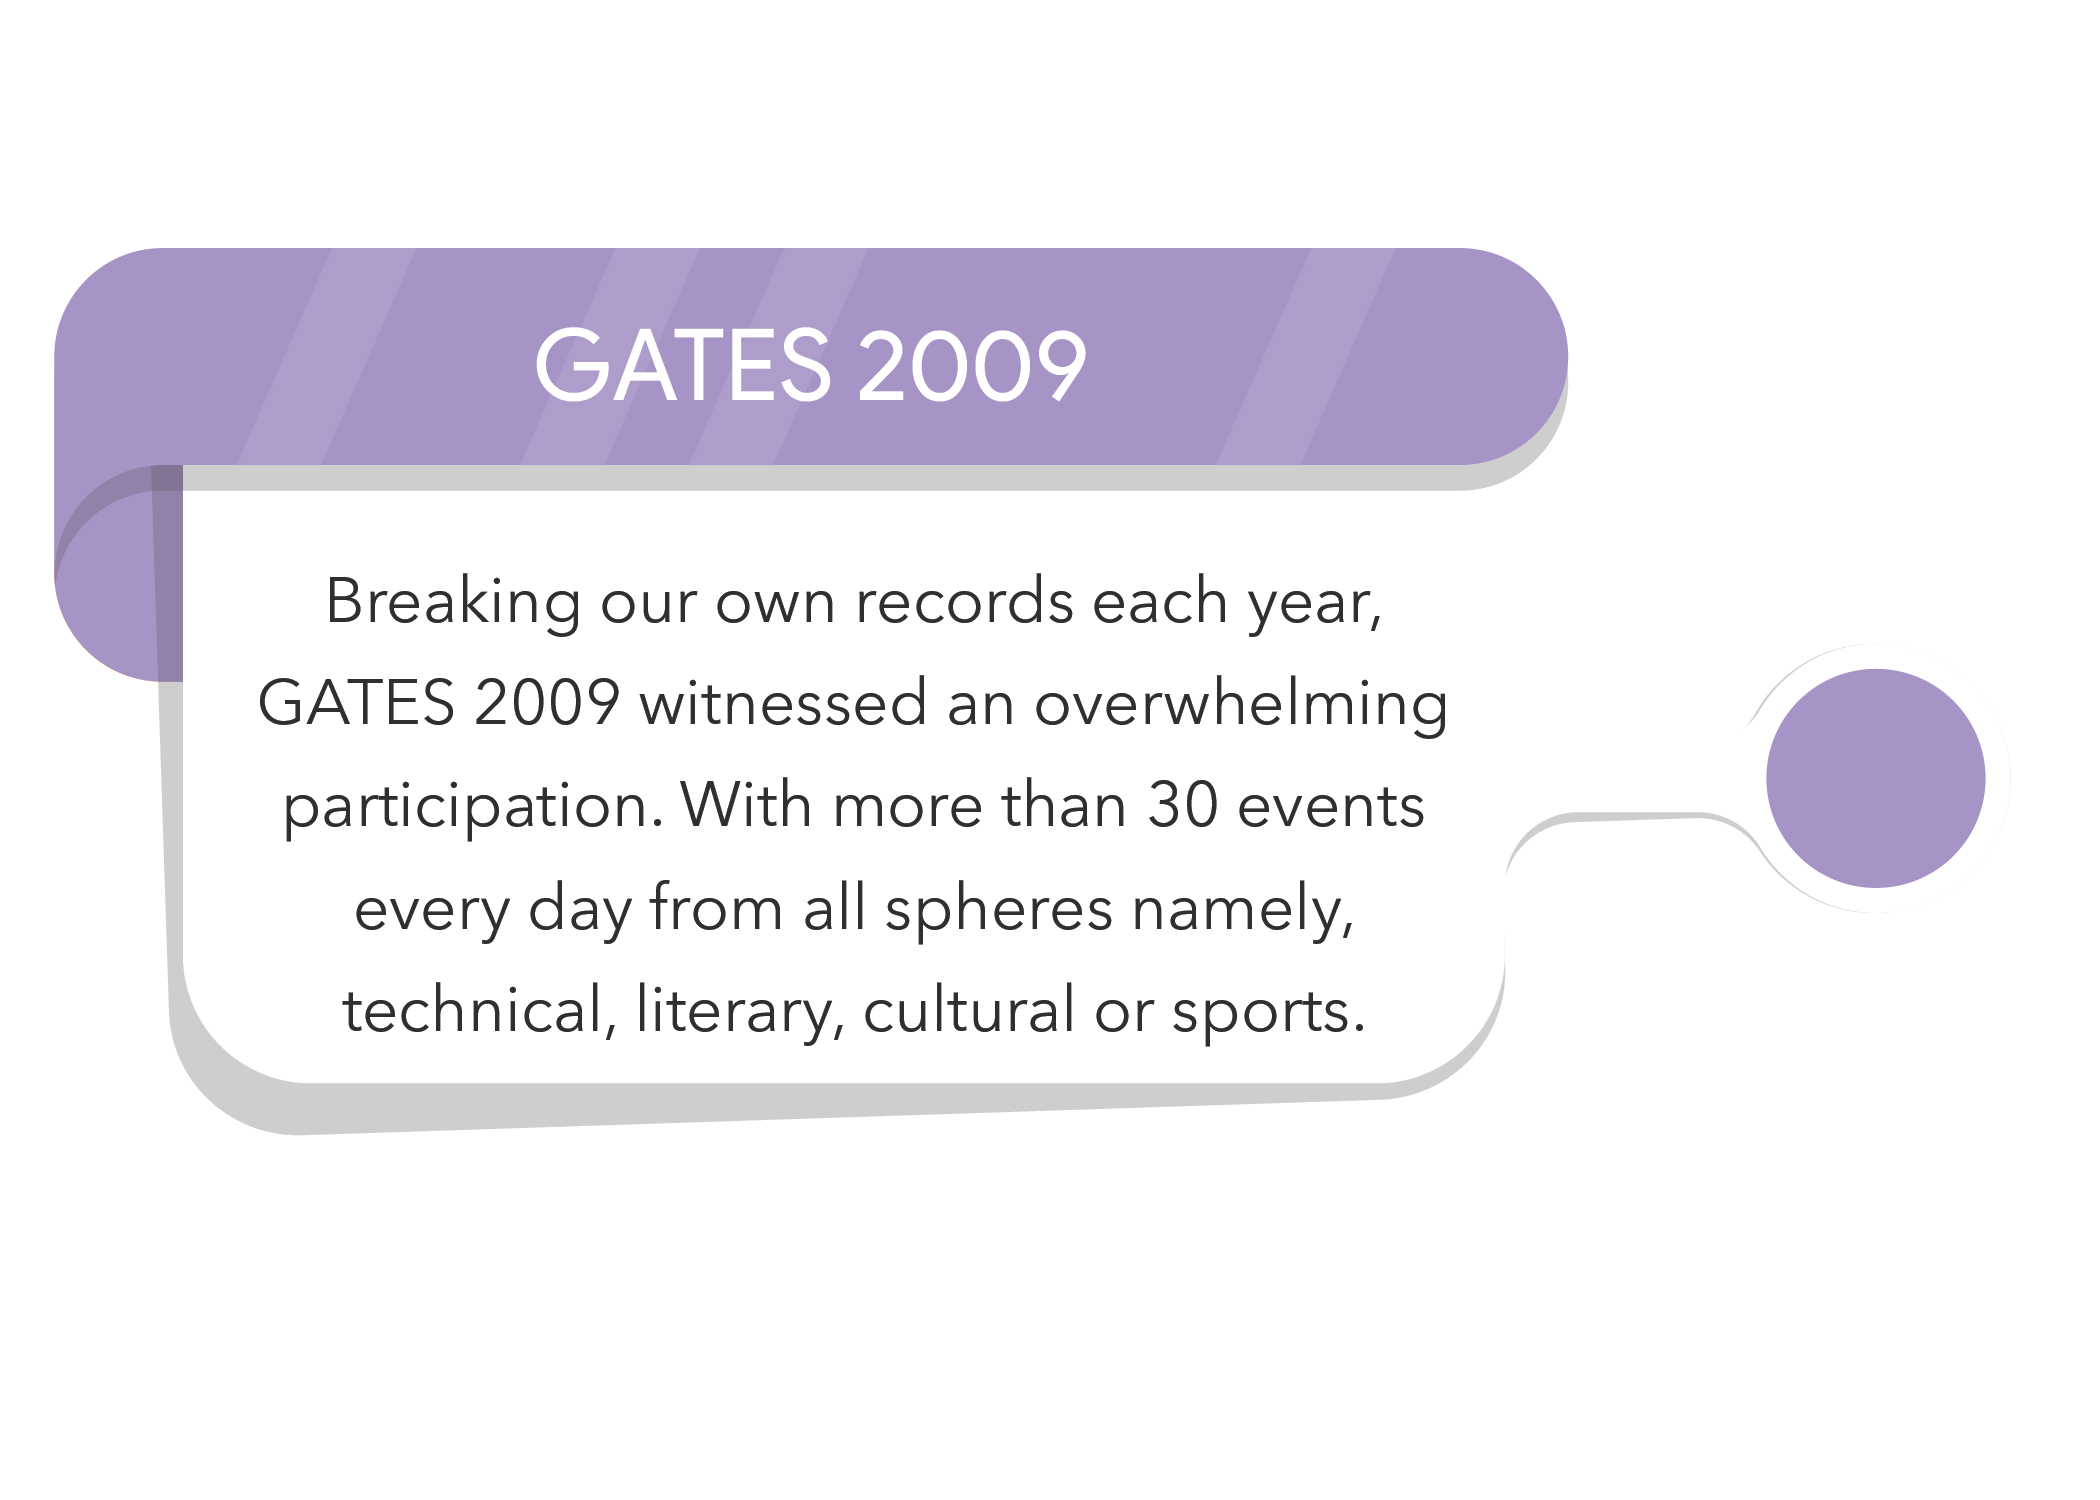 GATES 2009
Breaking our own records each year,
GATES 2009 witnessed an overwhelming
participation. With more than 30 events
every day from all spheres namely,
technical, literary, cultural or sports.